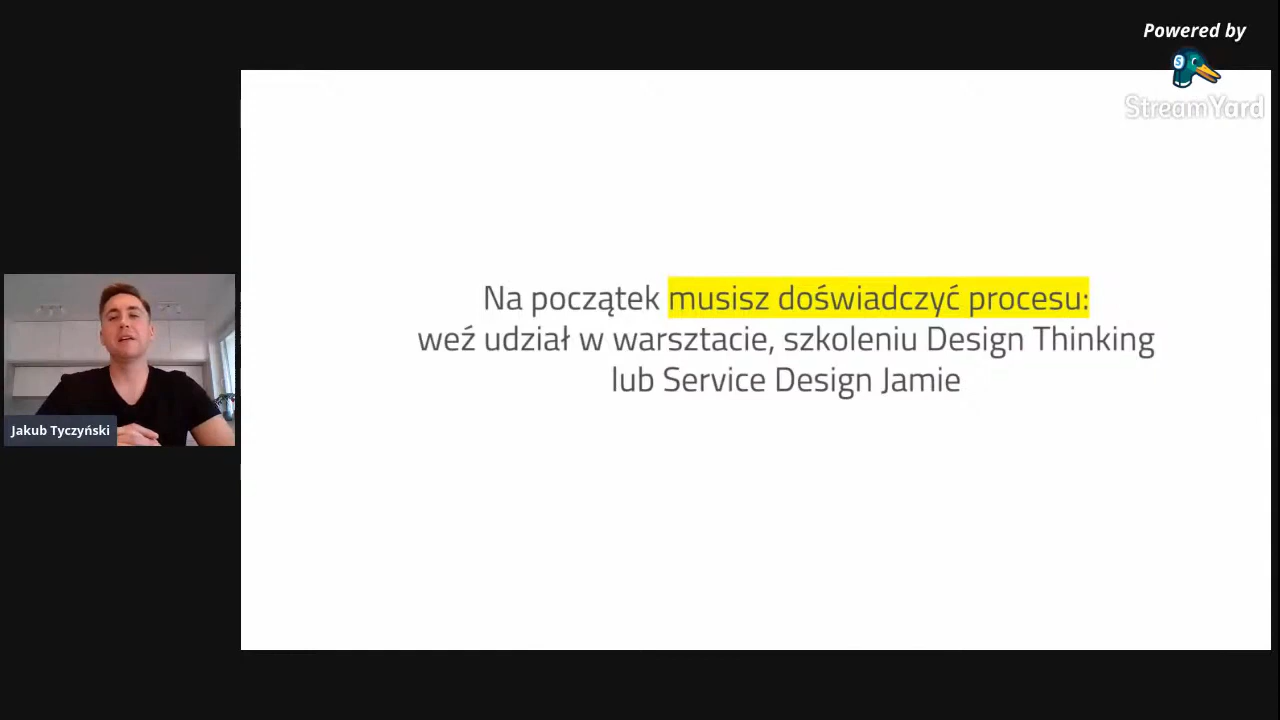 Powered by
StreamYard
Na początek musisz doświadczyć procesu:
weź udział w warsztacie, szkoleniu Design Thinking
lub Service Design Jamie
Jakub Tyczyński